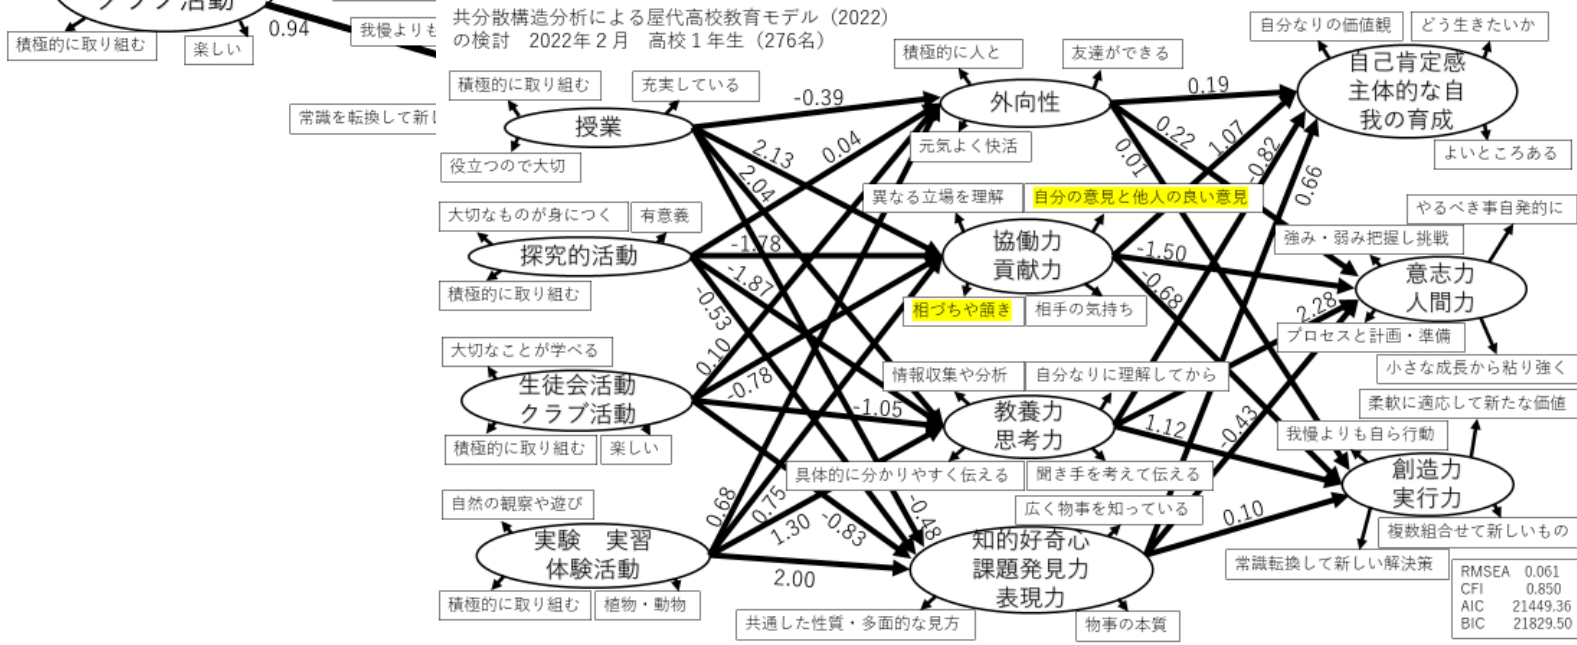 クラブ活動
積極的に取り組む
楽しい
0.94
我慢よりも
常識を転換して新し
共分散構造分析による屋代高校教育モデル（2022）
の検討　2022年２月　高校１年生（276名）
積極的に取り組む
充実している
授業
役立つので大切
大切なものが身につく
有意義
探究的活動
積極的に取り組む
大切なことが学べる
生徒会活動
クラブ活動
積極的に取り組む
楽しい
自然の観察や遊び
実験　実習
体験活動
積極的に取り組む
植物・動物
-0.39
2.13
0.04
2.04
-1.78
-1.87
-0.53
0.10
-0.78
-1.05
0.68
0.75
1.30
-0.83
-0.48
2.00
積極的に人と
友達ができる
外向性
元気よく快活
異なる立場を理解
自分の意見と他人の良い意見
協働力
貢献力
相づちや頷き
相手の気持ち
情報収集や分析
自分なりに理解してから
教養力
思考力
具体的に分かりやすく伝える
聞き手を考えて伝える
広く物事を知っている
知的好奇心
課題発見力
表現力
共通した性質・多面的な見方
物事の本質
0.19
0.22
0.01
1.07
-0.82
0.66
-1.50
-0.68
2.28
1.12
-0.43
0.10
自分なりの価値観
どう生きたいか
自己肯定感
主体的な自
我の育成
よいところある
やるべき事自発的に
強み・弱み把握し挑戦
意志力
人間力
プロセスと計画・準備
小さな成長から粘り強く
柔軟に適応して新たな価値
我慢よりも自ら行動
創造力
実行力
複数組合せて新しいもの
常識転換して新しい解決策
RMSEA 0.061
CFI 0.850
AIC 21449.36
BIC 21829.50